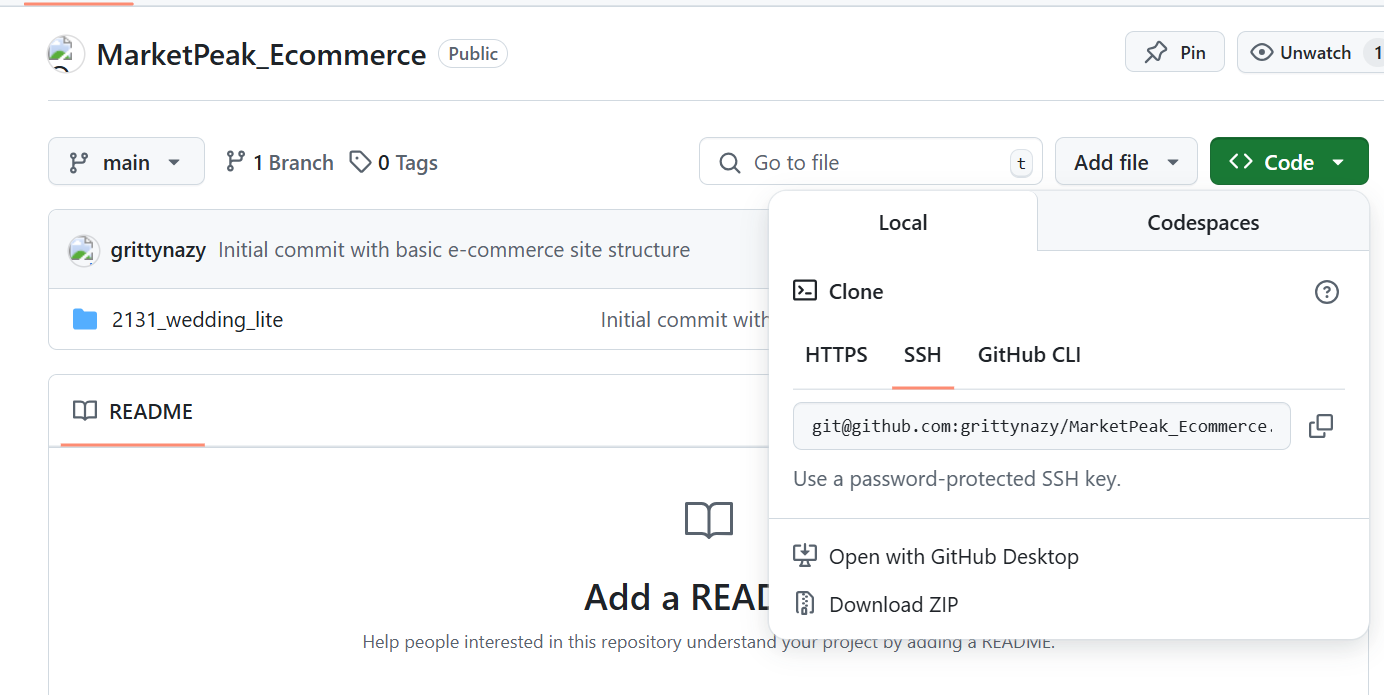 MarketPeak_Ecommerce Public Pin Unwatch 1
main 1 Branch 0 Tags Go to file t Add file Code
Local Codespaces
grittynazy Initial commit with basic e-commerce site structure
Clone
2131_wedding_lite Initial commit with
HTTPS SSH GitHub CLI
README
git@github.com:grittynazy/MarketPeak_Ecommerce.
Use a password-protected SSH key.
Open with GitHub Desktop
Add a READ
Download ZIP
Help people interested in this repository understand your project by adding a README.